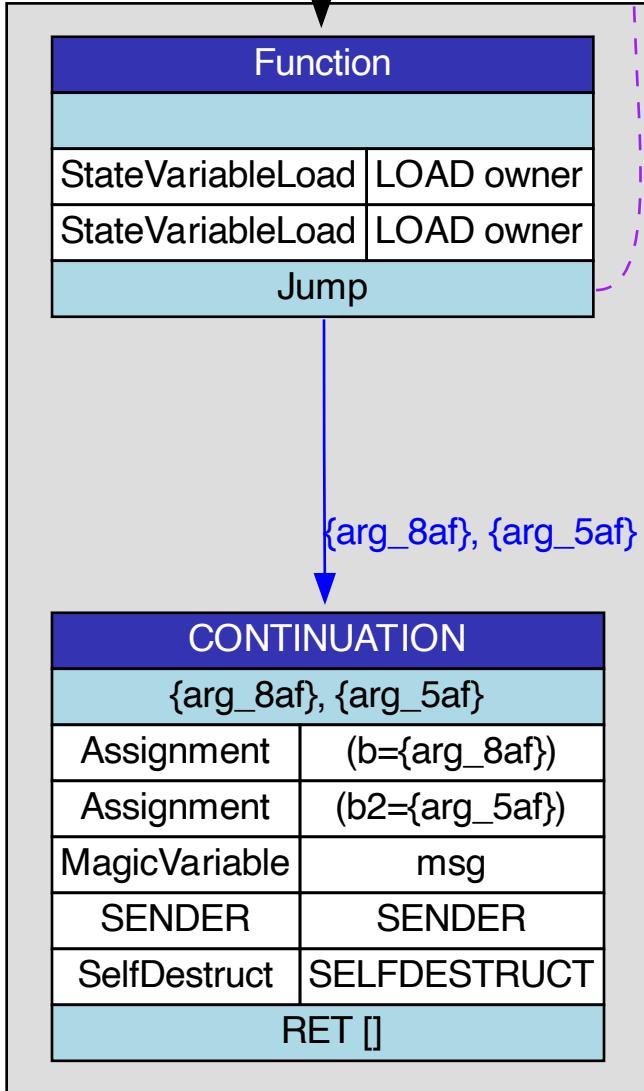 Function
StateVariableLoad LOAD owner
StateVariableLoad LOAD owner
Jump
{arg_8af}, {arg_5af}
CONTINUATION
{arg_8af}, {arg_5af}
Assignment (b={arg_8af})
Assignment (b2={arg_5af})
MagicVariable msg
SENDER SENDER
SelfDestruct SELFDESTRUCT
RET []